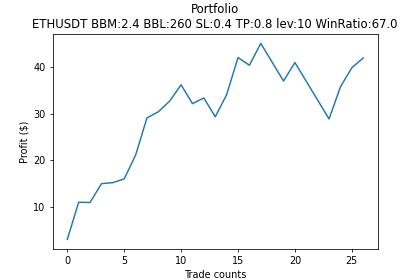 Portfolio
ETHUSDT BBM:2.4 BBL:260 SL:0.4 TP:0.8 lev:10 WinRatio:67.0
40
30
20
10
Profit ($)
0 5 10 15 20 25
Trade counts